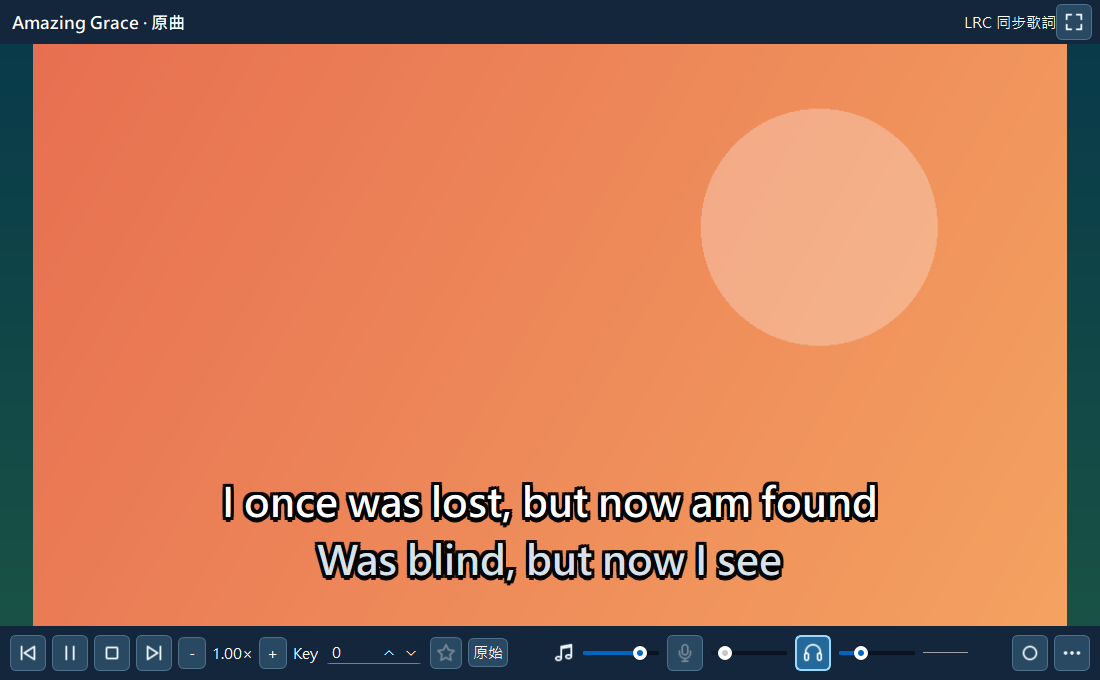 Amazing Grace · 原曲
LRC 同步歌詞
I once was lost, but now am found
Was blind, but now I see
- 1.00× + Key 0 原始